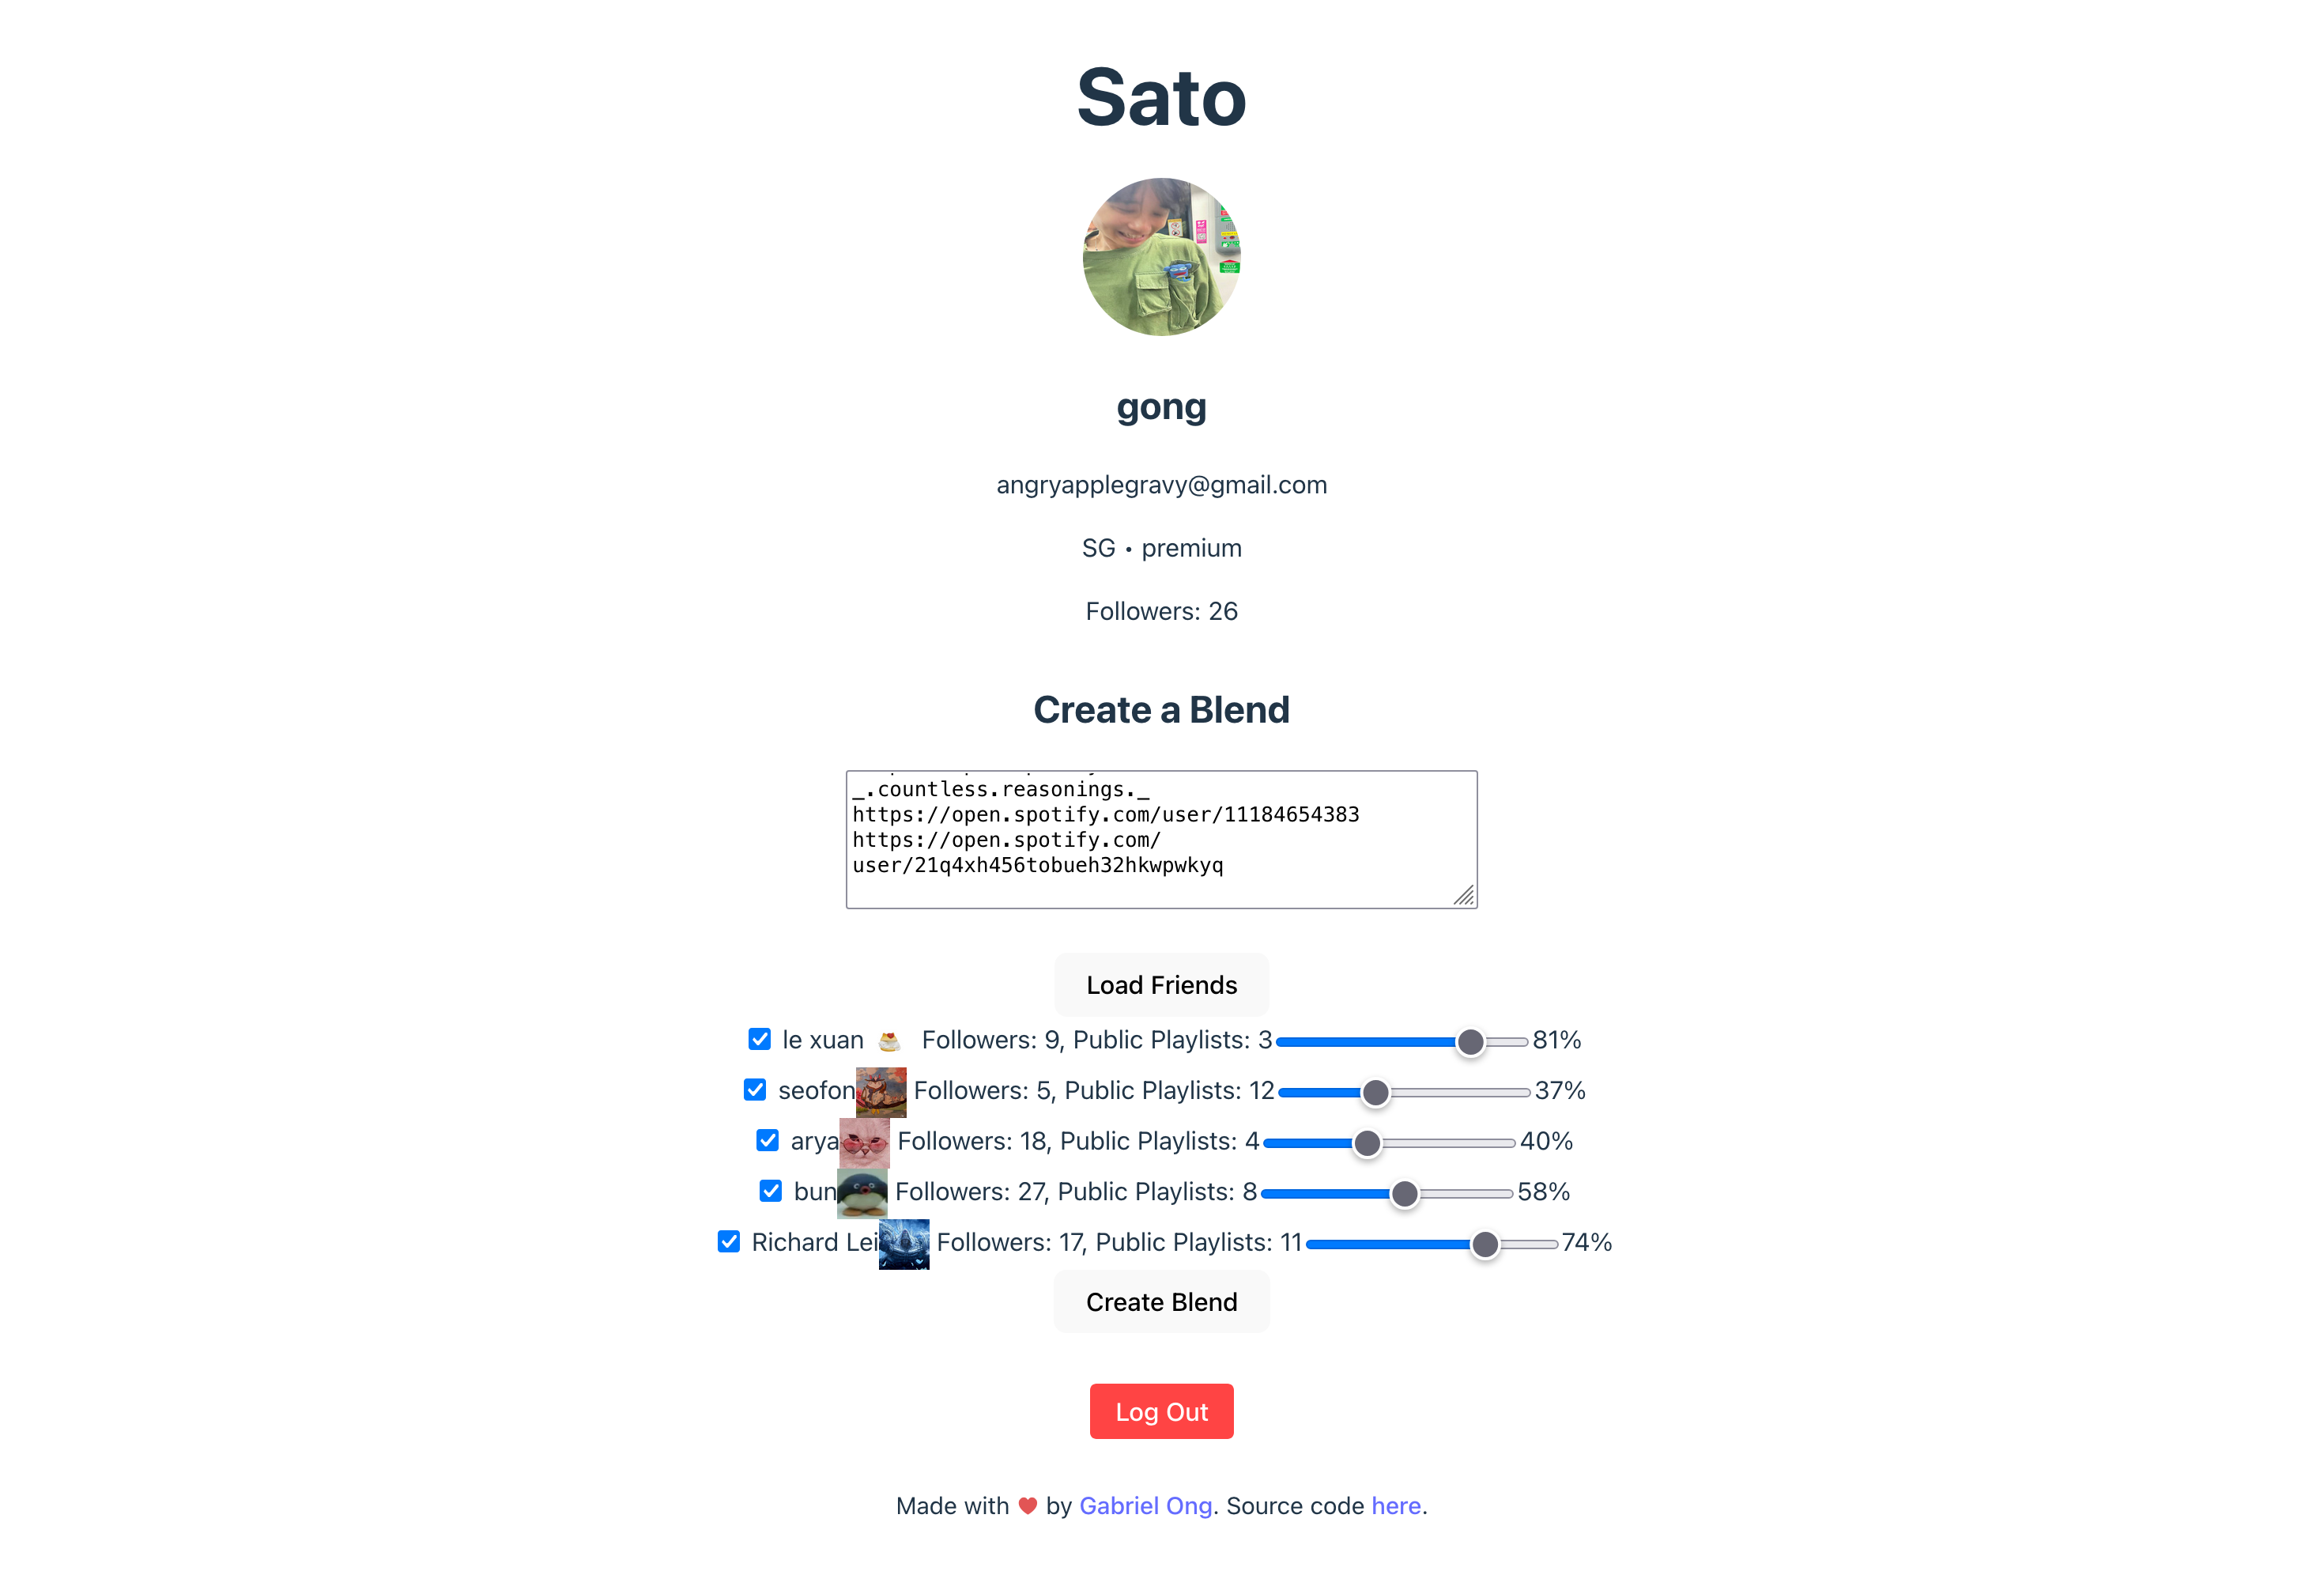 Sato
gong
angryapplegravy@gmail.com
SG • premium
Followers: 26
Create a Blend
_.countless.reasonings._
https://open.spotify.com/user/11184654383
https://open.spotify.com/
user/21q4xh456tobueh32hkwpwkyq
Load Friends
le xuan 🍮 Followers: 9, Public Playlists: 3 81%
seofon Followers: 5, Public Playlists: 12 37%
arya Followers: 18, Public Playlists: 4 40%
bun Followers: 27, Public Playlists: 8 58%
Richard Lei Followers: 17, Public Playlists: 11 74%
Create Blend
Log Out
Made with ❤️ by Gabriel Ong. Source code here.